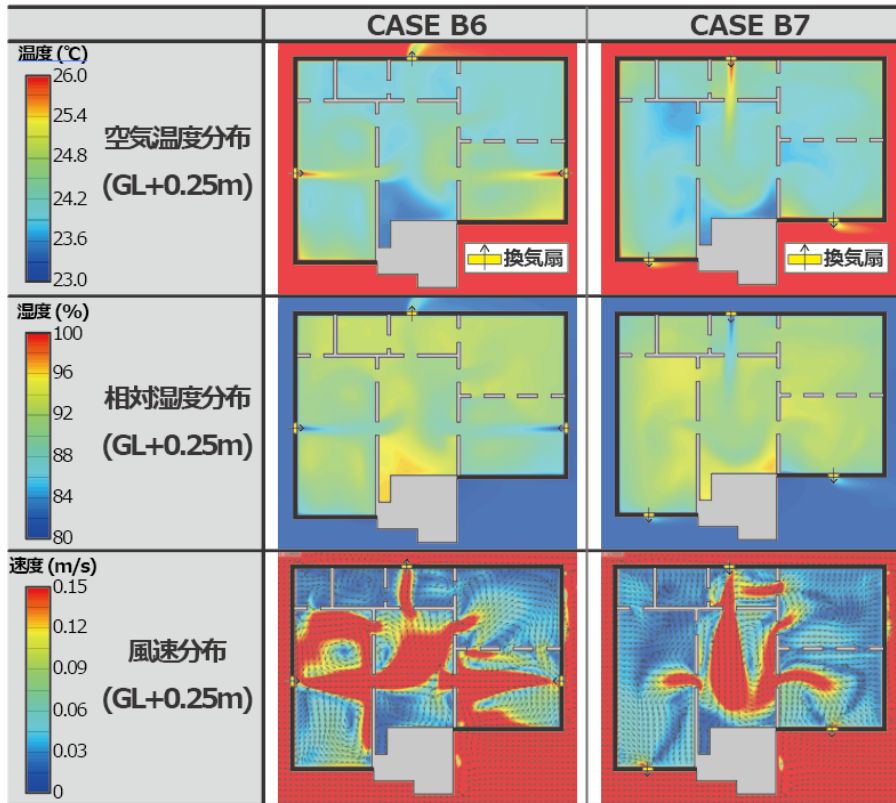 CASE B6
CASE B7
温度 (℃)
26.0
25.4
24.8
24.2
23.6
23.0
空気温度分布
(GL+0.25m)
換気扇
換気扇
湿度 (%)
100
96
92
88
84
80
相対湿度分布
(GL+0.25m)
速度 (m/s)
0.15
0.12
0.09
0.06
0.03
0
風速分布
(GL+0.25m)